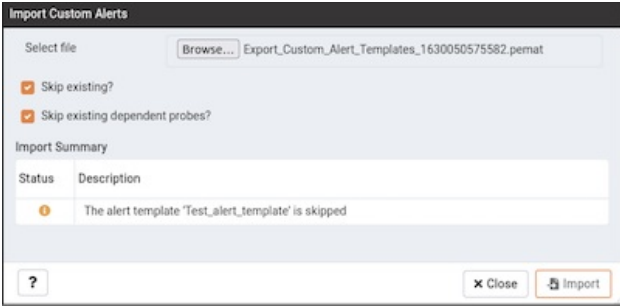 Import Custom Alerts
Select file
Browse... Export_Custom_Alert_Templates_1630050575582.pemat
Skip existing?
Skip existing dependent probes?
Import Summary
Status Description
The alert template 'Test_alert_template' is skipped
? × Close Import